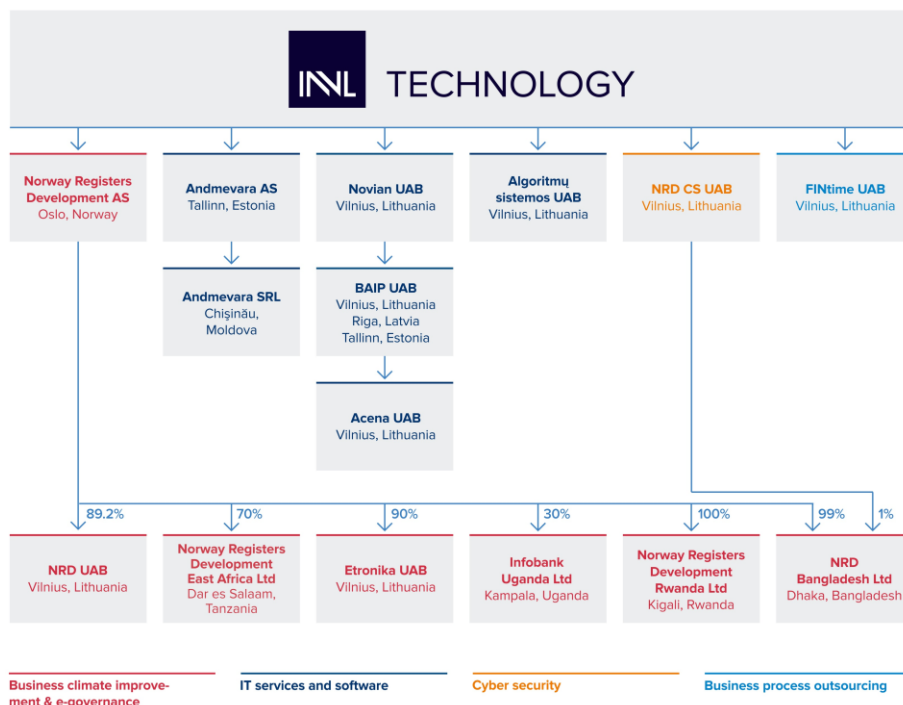 INVL TECHNOLOGY
Norway Registers
Development AS
Oslo, Norway
Andmevara AS
Tallinn, Estonia
Novian UAB
Vilnius, Lithuania
Algoritmų
sistemos UAB
Vilnius, Lithuania
NRD CS UAB
Vilnius, Lithuania
FINtime UAB
Vilnius, Lithuania
Andmevara SRL
Chişinău,
Moldova
BAIP UAB
Vilnius, Lithuania
Riga, Latvia
Tallinn, Estonia
Acena UAB
Vilnius, Lithuania
89.2%
70%
90%
30%
100%
99%
1%
NRD UAB
Vilnius, Lithuania
Norway Registers
Development
East Africa Ltd
Dar es Salaam,
Tanzania
Etronika UAB
Vilnius, Lithuania
Infobank
Uganda Ltd
Kampala, Uganda
Norway Registers
Development
Rwanda Ltd
Kigali, Rwanda
NRD
Bangladesh Ltd
Dhaka, Bangladesh
Business climate improve-
ment & e-governance
IT services and software
Cyber security
Business process outsourcing